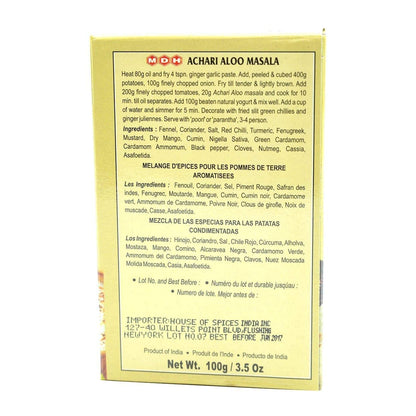 MDH ACHARI ALOO MASALA
Heat 80g oil and fry 4 tspn. ginger garlic paste. Add, peeled & cubed 400g
potatoes, 100g finely chopped onion. Fry till tender & lightly brown. Add
200g finely chopped tomatoes, 20g Achari Aloo masala and cook for 10
min. till oil separates. Add 100g beaten natural yogurt & mix well. Add a cup
of water and simmer for 5 min. Decorate with fried slit green chillies and
ginger juliennes. Serve with 'poori' or 'parantha', 3-4 person.
Ingredients : Fennel, Coriander, Salt, Red Chilli, Turmeric, Fenugreek,
Mustard, Dry Mango, Cumin, Nigella Sativa, Green Cardamom,
Cardamom Ammomum, Black pepper, Cloves, Nutmeg, Cassia,
Asafoetida.
MELANGE D'EPICES POUR LES POMMES DE TERRE
AROMATISEES
Les Ingredients : Fenouil, Coriander, Sel, Piment Rouge, Safran des
indes, Fenugrec, Moutarde, Mangue, Cumin, Cumin noir, Cardamome
vert, Ammomum de Cardamome, Poivre Noir, Clous de girofle, Noix de
muscade, Casse, Asafoetida.
MEZCLA DE LAS ESPECIAS PARA LAS PATATAS
CONDIMENTADAS
Los Ingredientes : Hinojo, Coriandro, Sal, Chile Rojo, Cúrcuma, Alholva,
Mostaza, Mango, Comino, Alcaravea Negra, Cardamomo Verde,
Ammomum del Cardamomo, Pimienta Negra, Clavos, Nuez Moscada
Molida Moscada, Casia, Asafoetida.
• Lot No, and Best Before : • Numéro du lot et durable jusqüau :
• Numero de lote. Mejor antes de :
IMPORTER:HOUSE OF SPICES INDIA INC
127-40 WILLETS POINT BLVD.FLUSHING
NEWYORK LOT NO.07 BEST BEFORE JUN.2017
Product of India • Produit de l'Inde • Producto de India
Net Wt. 100g / 3.5 Oz